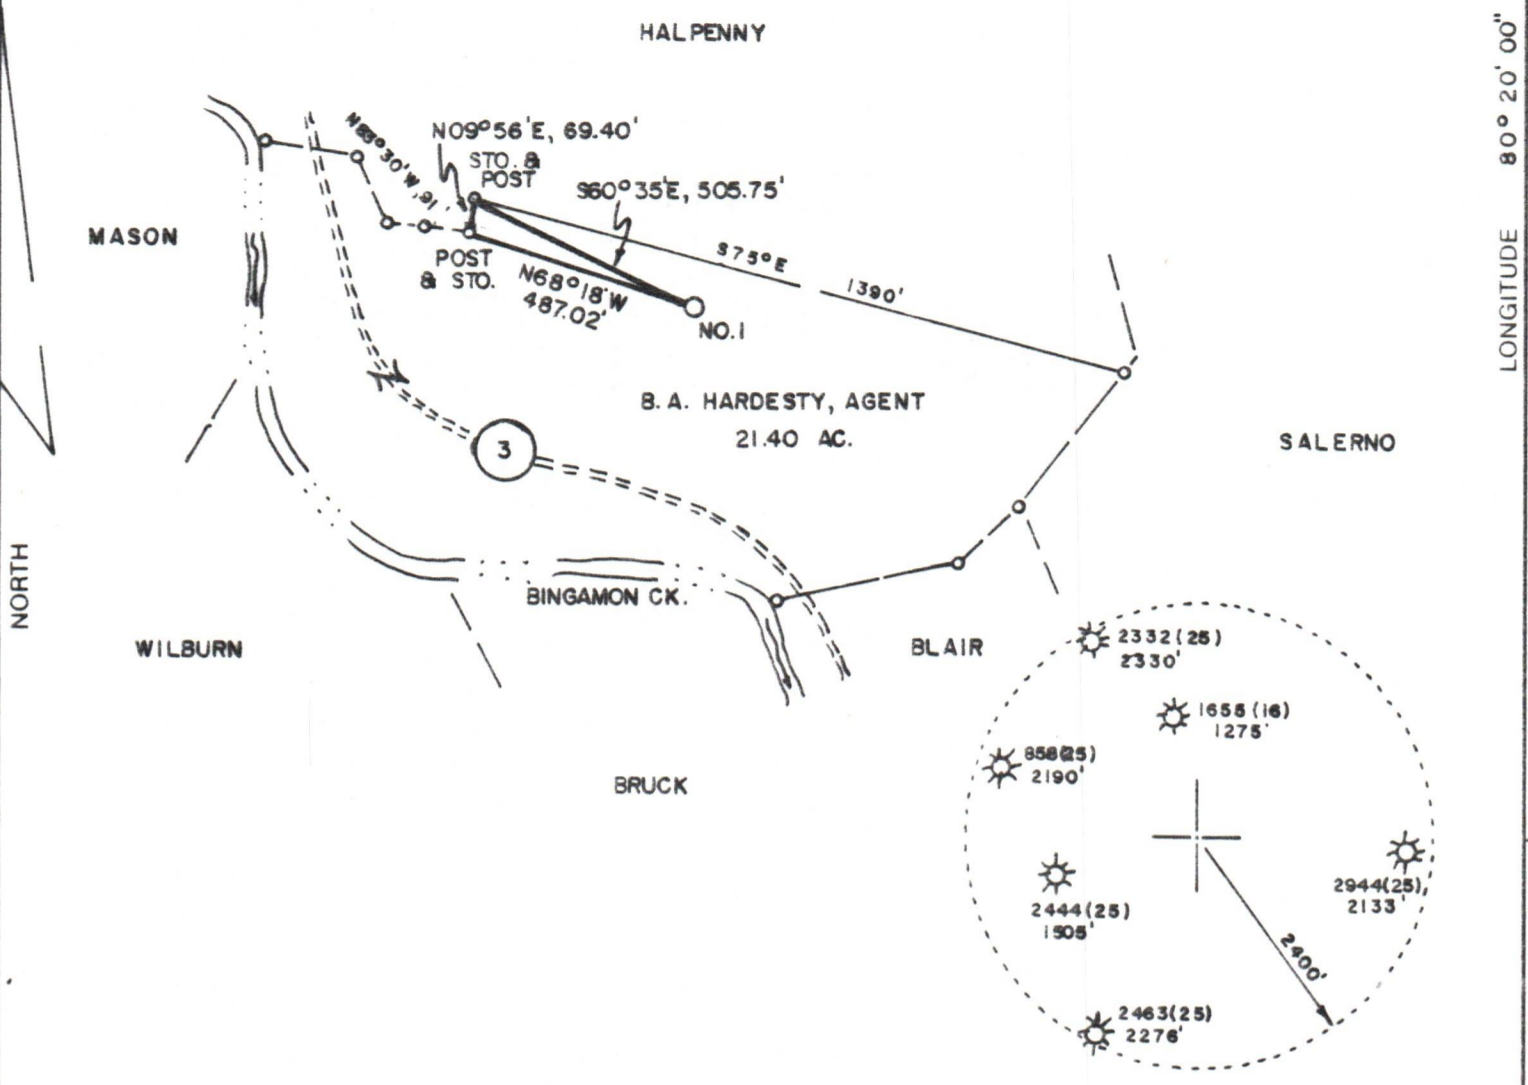 HALPENNY
LONGITUDE 80° 20' 00"
N09°56'E, 69.40'
STO. &
POST
S60°35'E, 505.75'
MASON
POST
& STO.
N68°18'W
487.02'
S75°E 1390'
NO.1
B. A. HARDESTY, AGENT
21.40 AC.
SALERNO
3
NORTH
BINGAMON CK.
WILBURN
BLAIR
2332(25)
2330'
1655(16)
1275'
858(25)
2190'
BRUCK
2944(25)
2133'
2444(25)
1505'
2400'
2463(25)
2276'